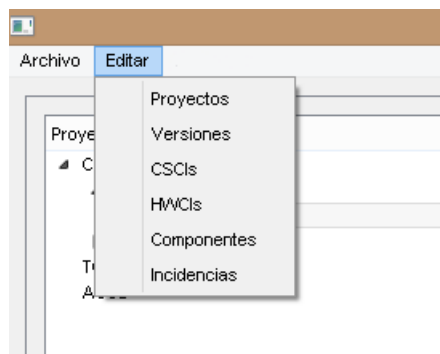 Archivo Editar
Proyectos
Versiones
CSCIs
HWCIs
Componentes
Incidencias